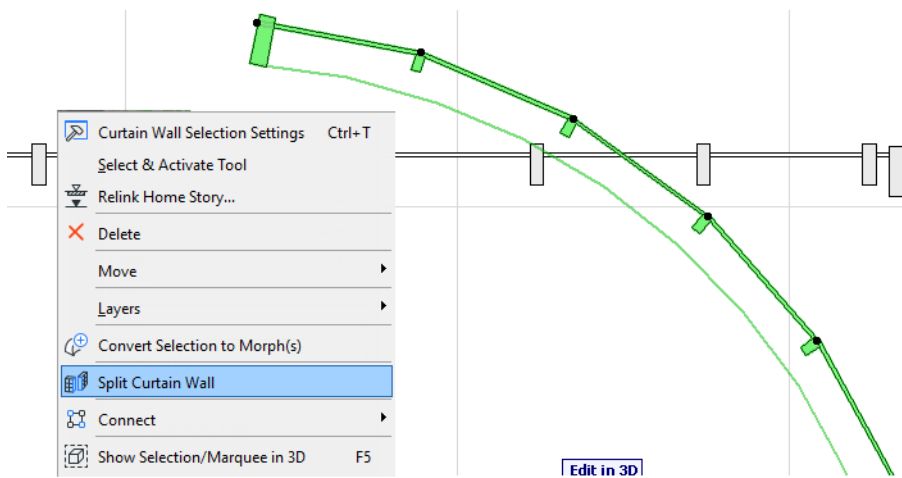 Curtain Wall Selection Settings Ctrl+T
Select & Activate Tool
Relink Home Story...
Delete
Move
Layers
Convert Selection to Morph(s)
Split Curtain Wall
Connect
Show Selection/Marquee in 3D F5
Edit in 3D